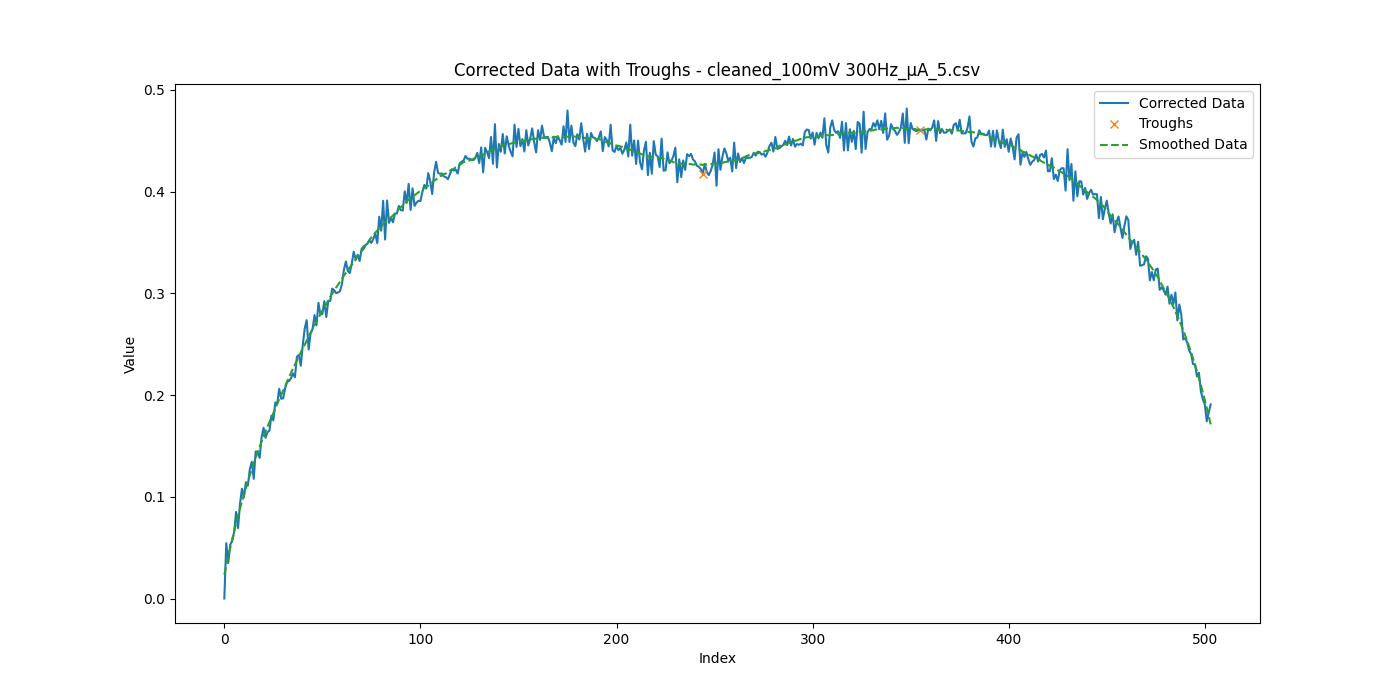 Corrected Data with Troughs - cleaned_100mV 300Hz_μA_5.csv
Corrected Data
Troughs
Smoothed Data
0.5
0.4
0.3
0.2
0.1
0.0
Value
0 100 200 300 400 500
Index